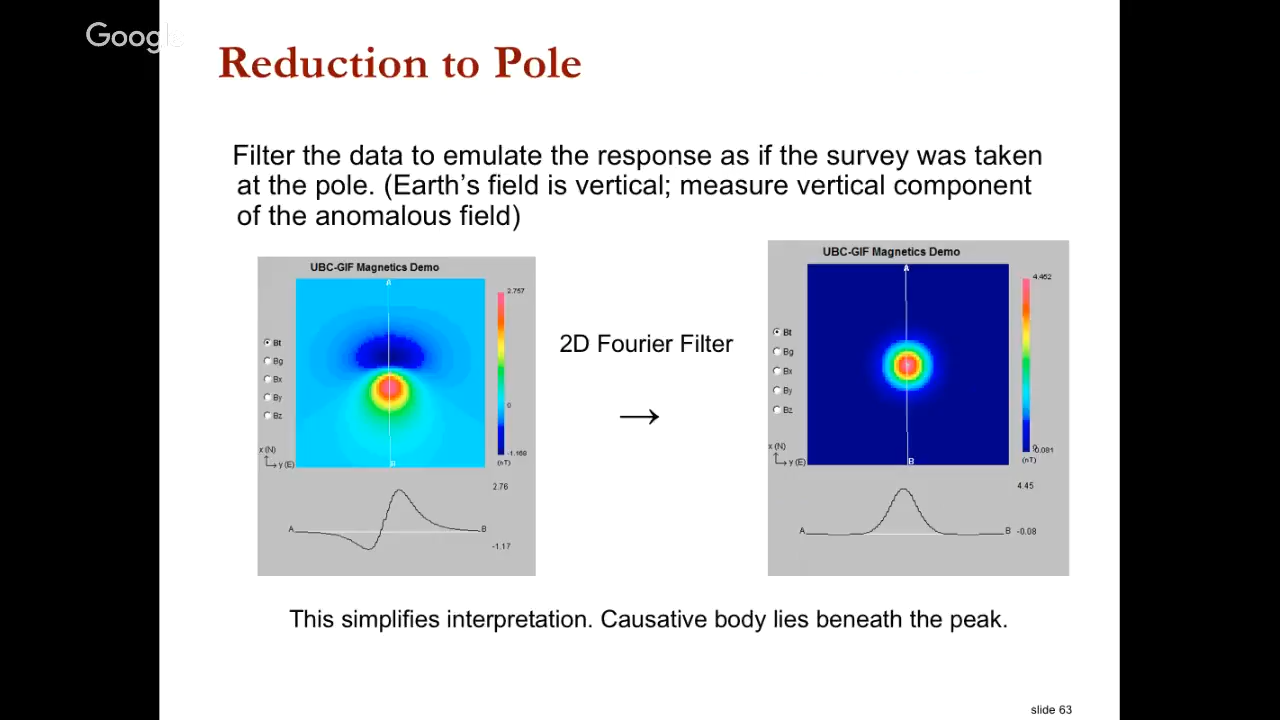 Google
Reduction to Pole
Filter the data to emulate the response as if the survey was taken
at the pole. (Earth's field is vertical; measure vertical component
of the anomalous field)
UBC-GIF Magnetics Demo
A
2.757
Bt
Bg
Bx
By
Bz
0
x (N)
y (E)
B
-1.168
(nT)
2.76
A
B
-1.17
2D Fourier Filter
→
UBC-GIF Magnetics Demo
A
4.462
Bt
Bg
Bx
By
Bz
x (N)
y (E)
B
(nT)
4.45
A
B
-0.08
This simplifies interpretation. Causative body lies beneath the peak.
slide 63